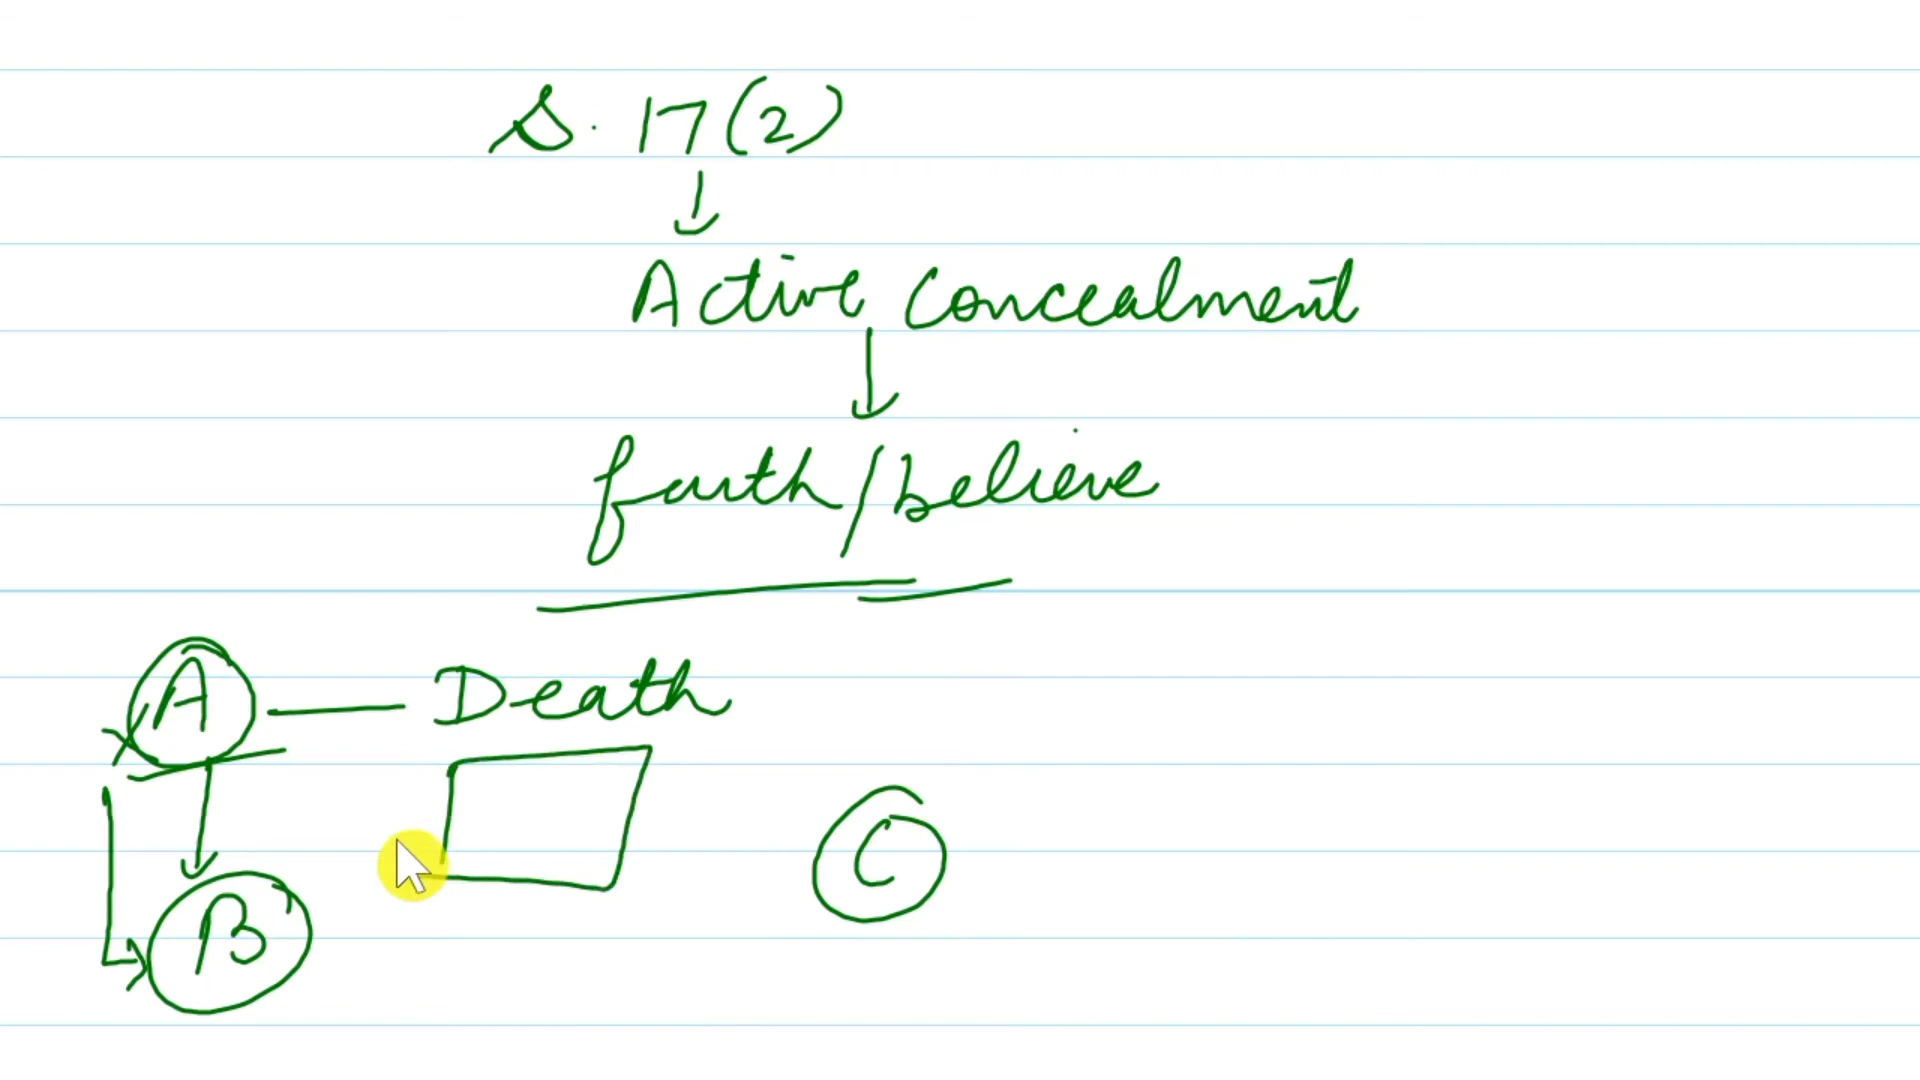 S. 17(2)
Active Concealment
faith/believe
A — Death
C
B